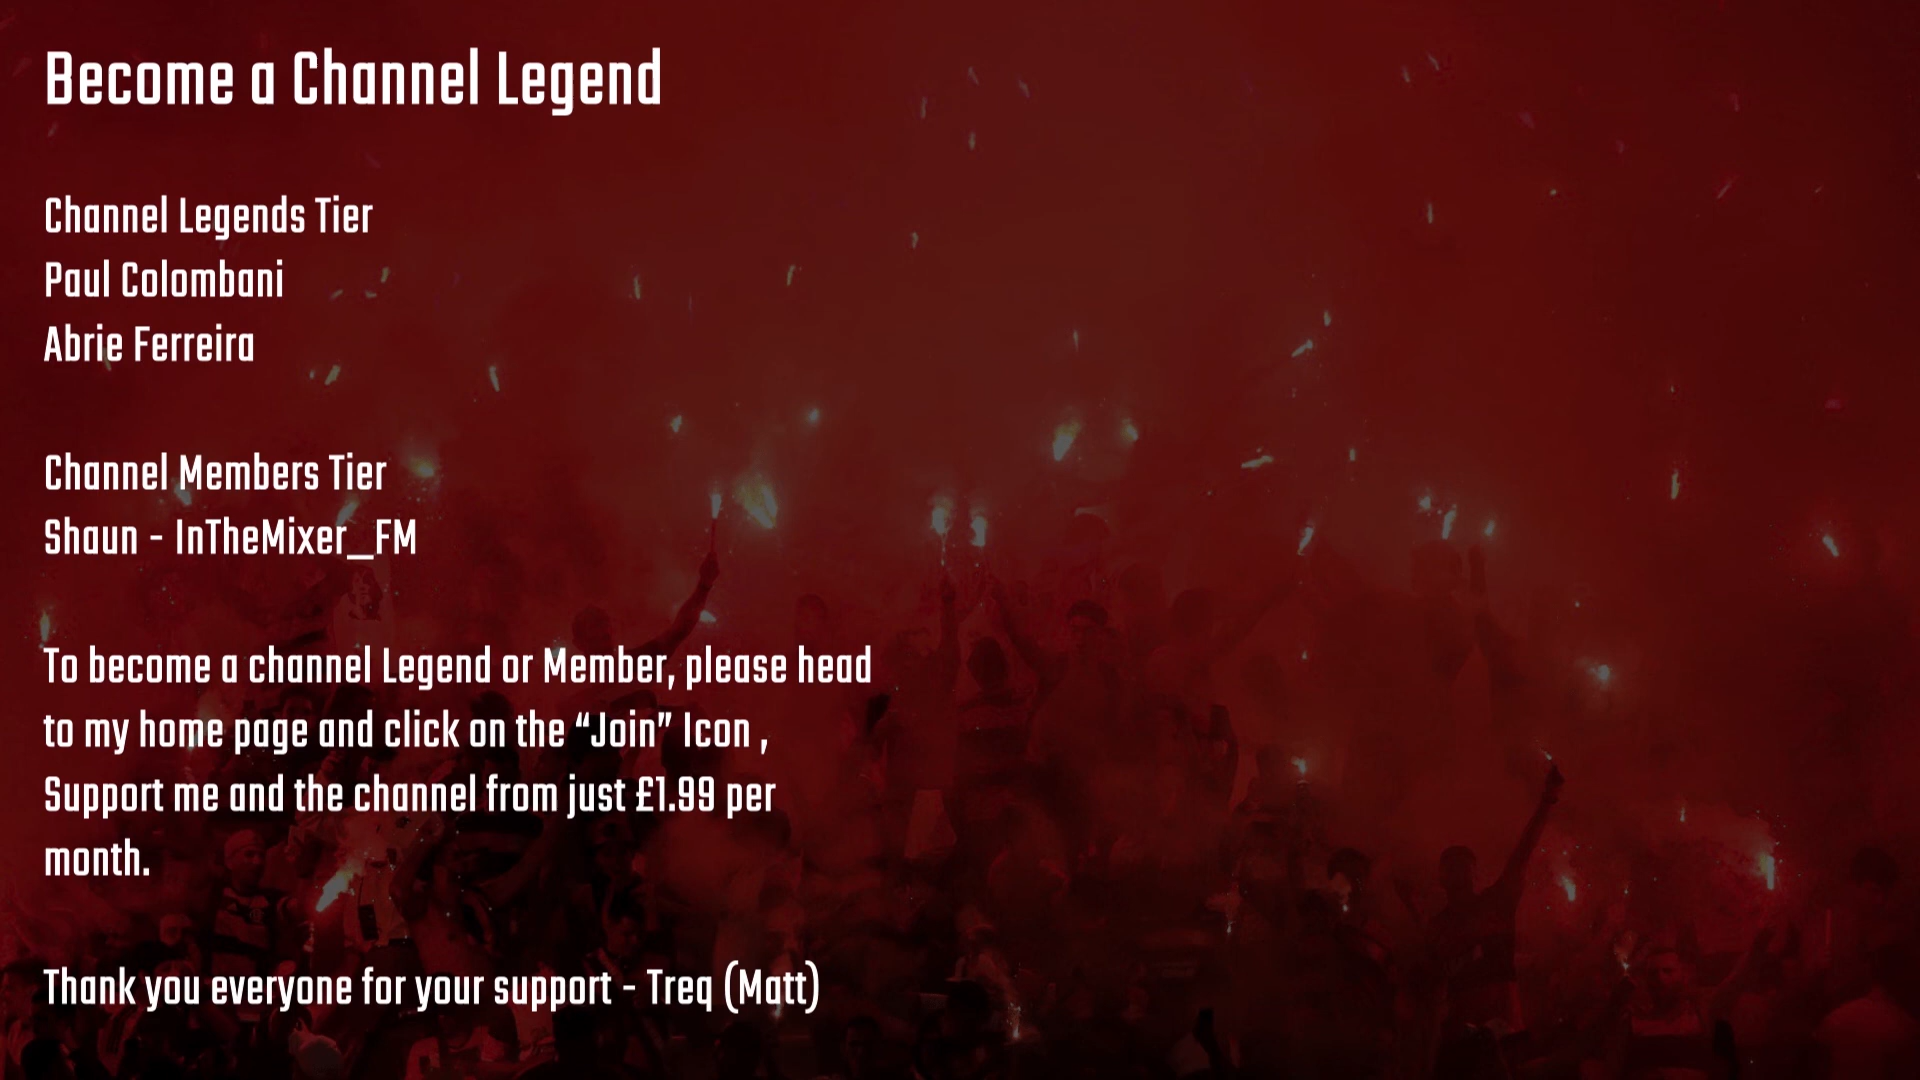 Become a Channel Legend
Channel Legends Tier
Paul Colombani
Abrie Ferreira
Channel Members Tier
Shaun - InTheMixer_FM
To become a channel Legend or Member, please head
to my home page and click on the “Join” Icon ,
Support me and the channel from just £1.99 per
month.
Thank you everyone for your support - Treq (Matt)